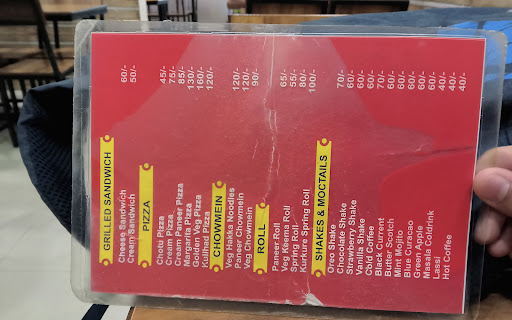 GRILLED SANDWICH
Cheese Sandwich 60/-
Cream Sandwich 50/-
PIZZA
Chotu Pizza 45/-
Cream Pizza 75/-
Cream Paneer Pizza 85/-
Margarita Pizza 130/-
Golden Veg Pizza 160/-
Kullhad Pizza 120/-
CHOWMEIN
Veg Hakka Noodles 120/-
Paneer Chowmein 120/-
Veg Chowmein 90/-
ROLL
Paneer Roll 65/-
Veg Keema Roll 55/-
Spring Roll 80/-
Kurkure Spring Roll 100/-
SHAKES & MOCTAILS
Oreo Shake 70/-
Chocolate Shake 60/-
Strawberry Shake 60/-
Vanilla Shake 60/-
Cold Coffee 70/-
Black Current 60/-
Butter Scotch 60/-
Mint Mojito 60/-
Blue Curacao 60/-
Green Apple 60/-
Masala Coldrink 40/-
Lassi 40/-
Hot Coffee 40/-